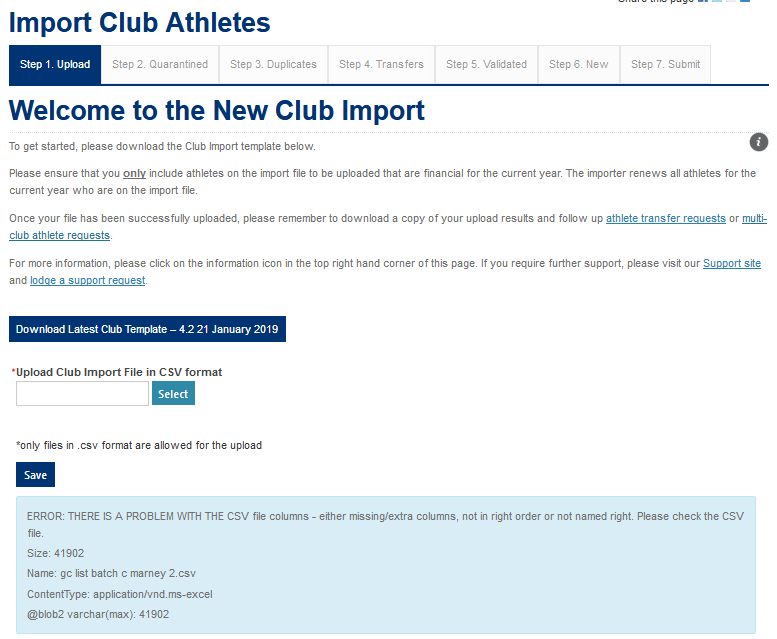 Share this page
Import Club Athletes
Step 1. Upload Step 2. Quarantined Step 3. Duplicates Step 4. Transfers Step 5. Validated Step 6. New Step 7. Submit
Welcome to the New Club Import
To get started, please download the Club Import template below.
Please ensure that you only include athletes on the import file to be uploaded that are financial for the current year. The importer renews all athletes for the
current year who are on the import file.
Once your file has been successfully uploaded, please remember to download a copy of your upload results and follow up athlete transfer requests or multi-
club athlete requests.
For more information, please click on the information icon in the top right hand corner of this page. If you require further support, please visit our Support site
and lodge a support request.
Download Latest Club Template – 4.2 21 January 2019
*Upload Club Import File in CSV format
Select
*only files in .csv format are allowed for the upload
Save
ERROR: THERE IS A PROBLEM WITH THE CSV file columns - either missing/extra columns, not in right order or not named right. Please check the CSV
file.
Size: 41902
Name: gc list batch c marney 2.csv
ContentType: application/vnd.ms-excel
@blob2 varchar(max): 41902